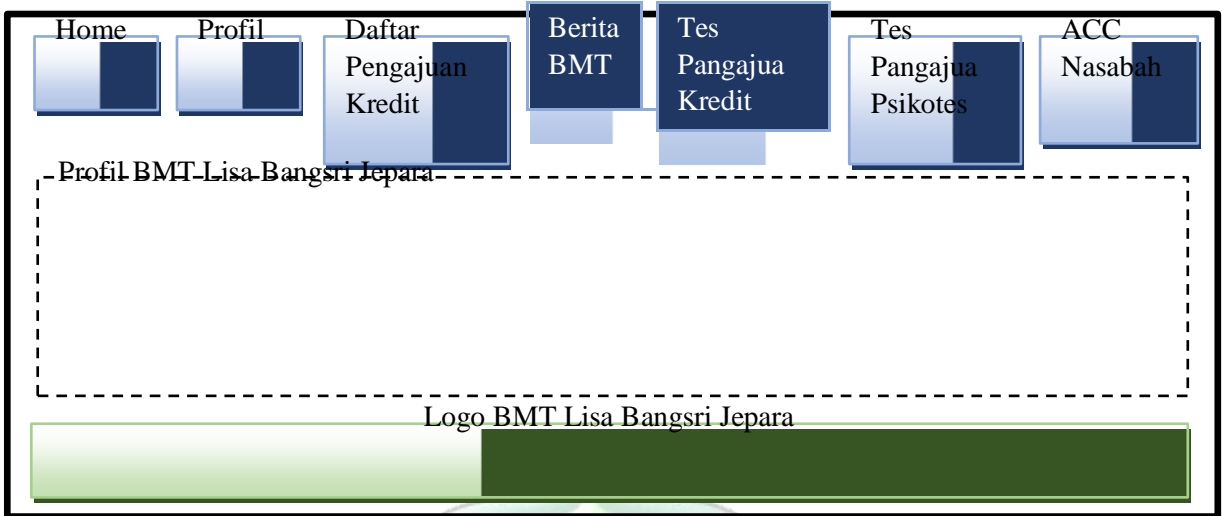 Home
Profil
Daftar
Pengajuan
Kredit
Berita
BMT
Tes
Pangajua
Kredit
Tes
Pangajua
Psikotes
ACC
Nasabah
Profil BMT Lisa Bangsri Jepara
Logo BMT Lisa Bangsri Jepara